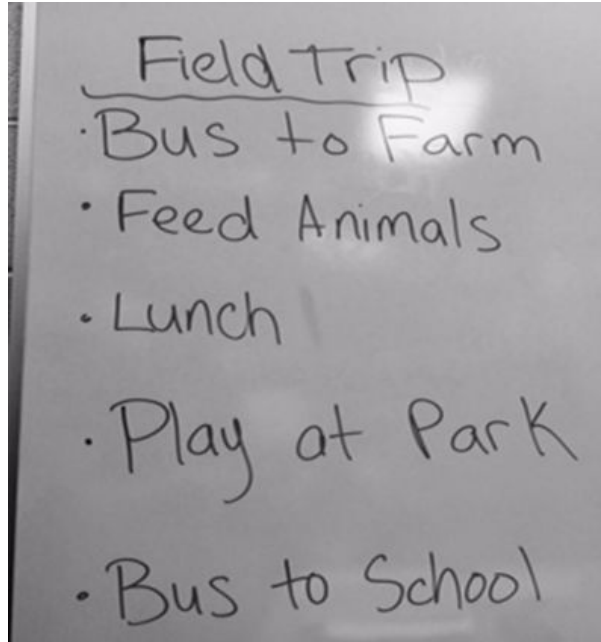 Field Trip
· Bus to Farm
· Feed Animals
· Lunch
· Play at Park
· Bus to School